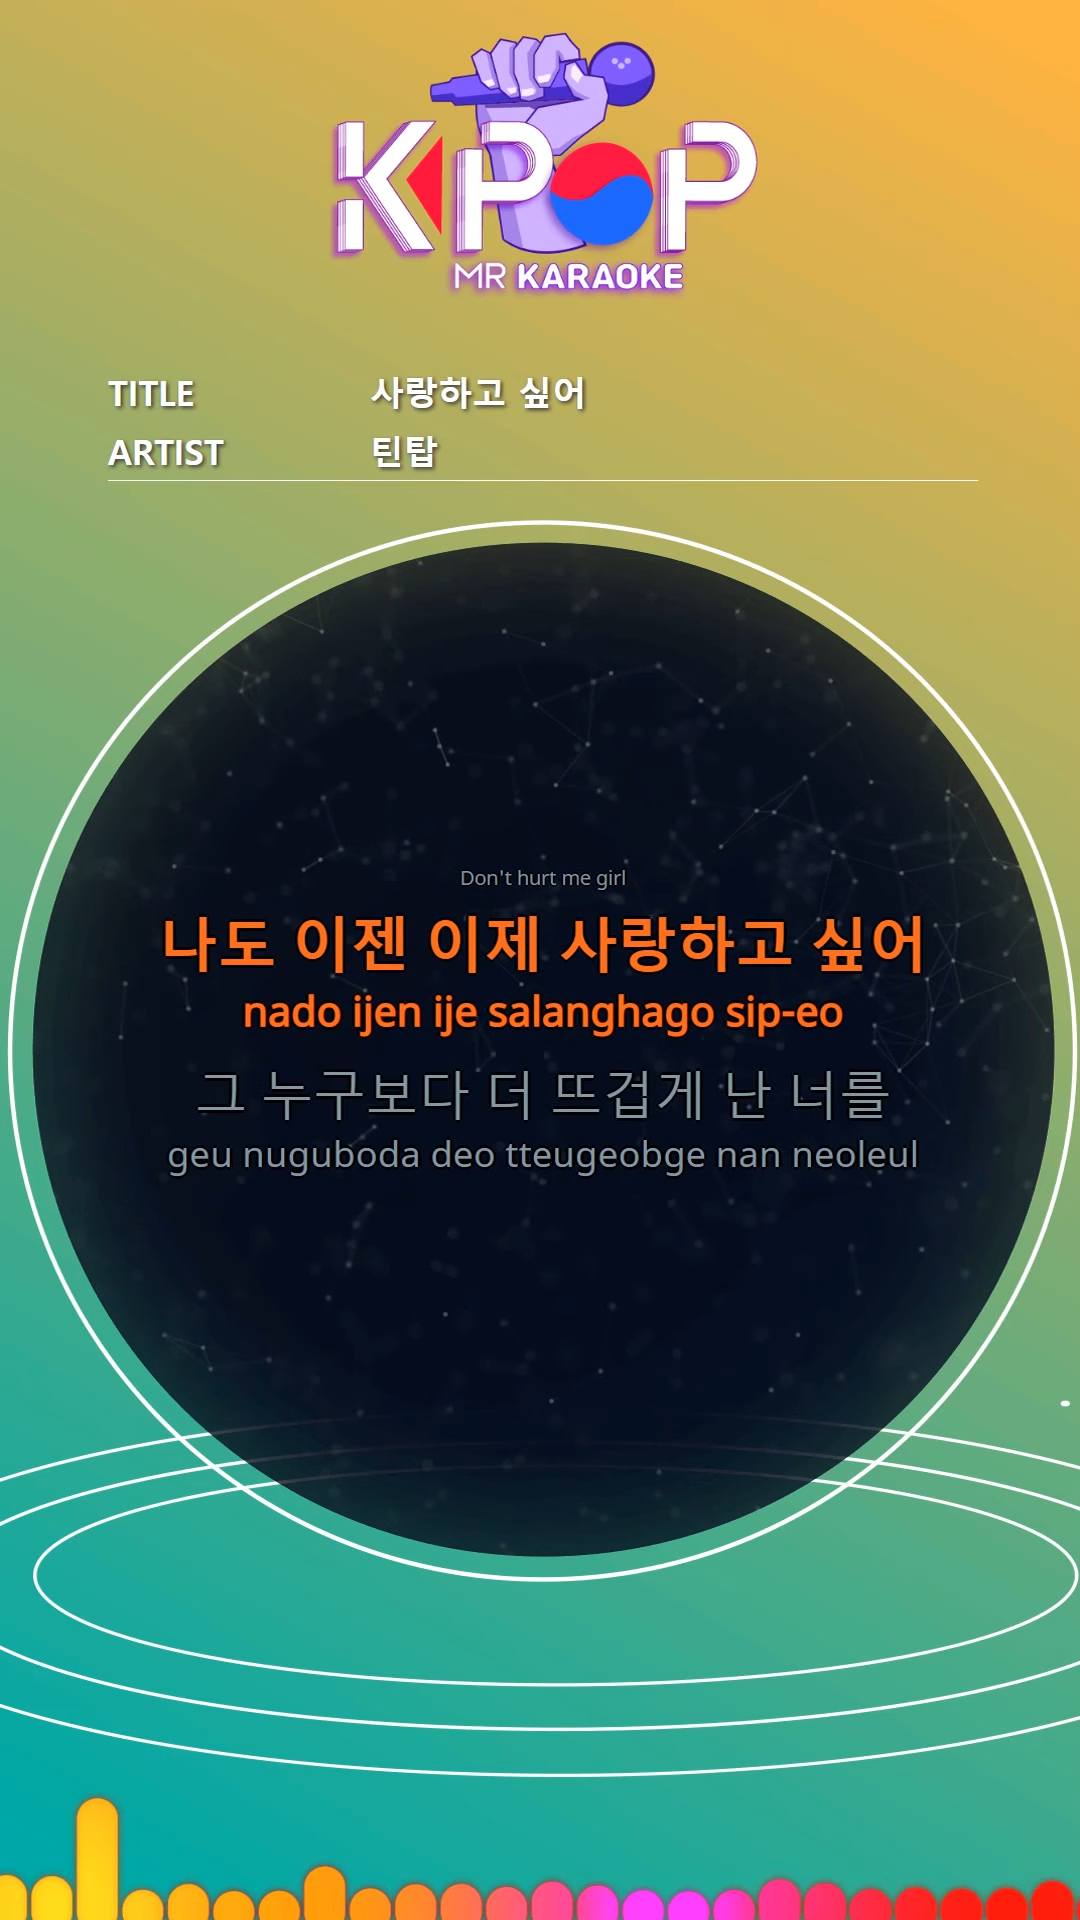 KPOP
MR KARAOKE
TITLE 사랑하고 싶어
ARTIST 틴탑
Don't hurt me girl
나도 이젠 이제 사랑하고 싶어
nado ijen ije salanghago sip-eo
그 누구보다 더 뜨겁게 난 너를
geu nuguboda deo tteugeobge nan neoleul